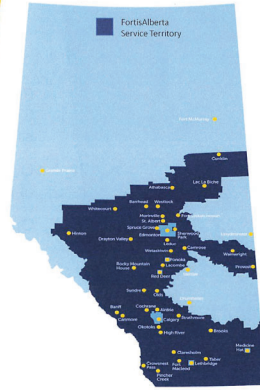 FortisAlberta
Service Territory
Fort McMurray
Conklin
Grande Prairie
Lac La Biche
Athabasca
Barrhead
Westlock
Whitecourt
Morinville
St. Albert
Fort Saskatchewan
Spruce Grove
Edmonton
Sherwood
Park
Hinton
Drayton Valley
Leduc
Camrose
Wetaskiwin
Wainwright
Ponoka
Provost
Rocky Mountain
House
Lacombe
Red Deer
Sundre
Olds
Banff
Cochrane
Airdrie
Strathmore
Canmore
Calgary
Okotoks
High River
Brooks
Medicine
Hat
Claresholm
Taber
Crowsnest
Pass
Fort
Macleod
Lethbridge
Pincher
Creek